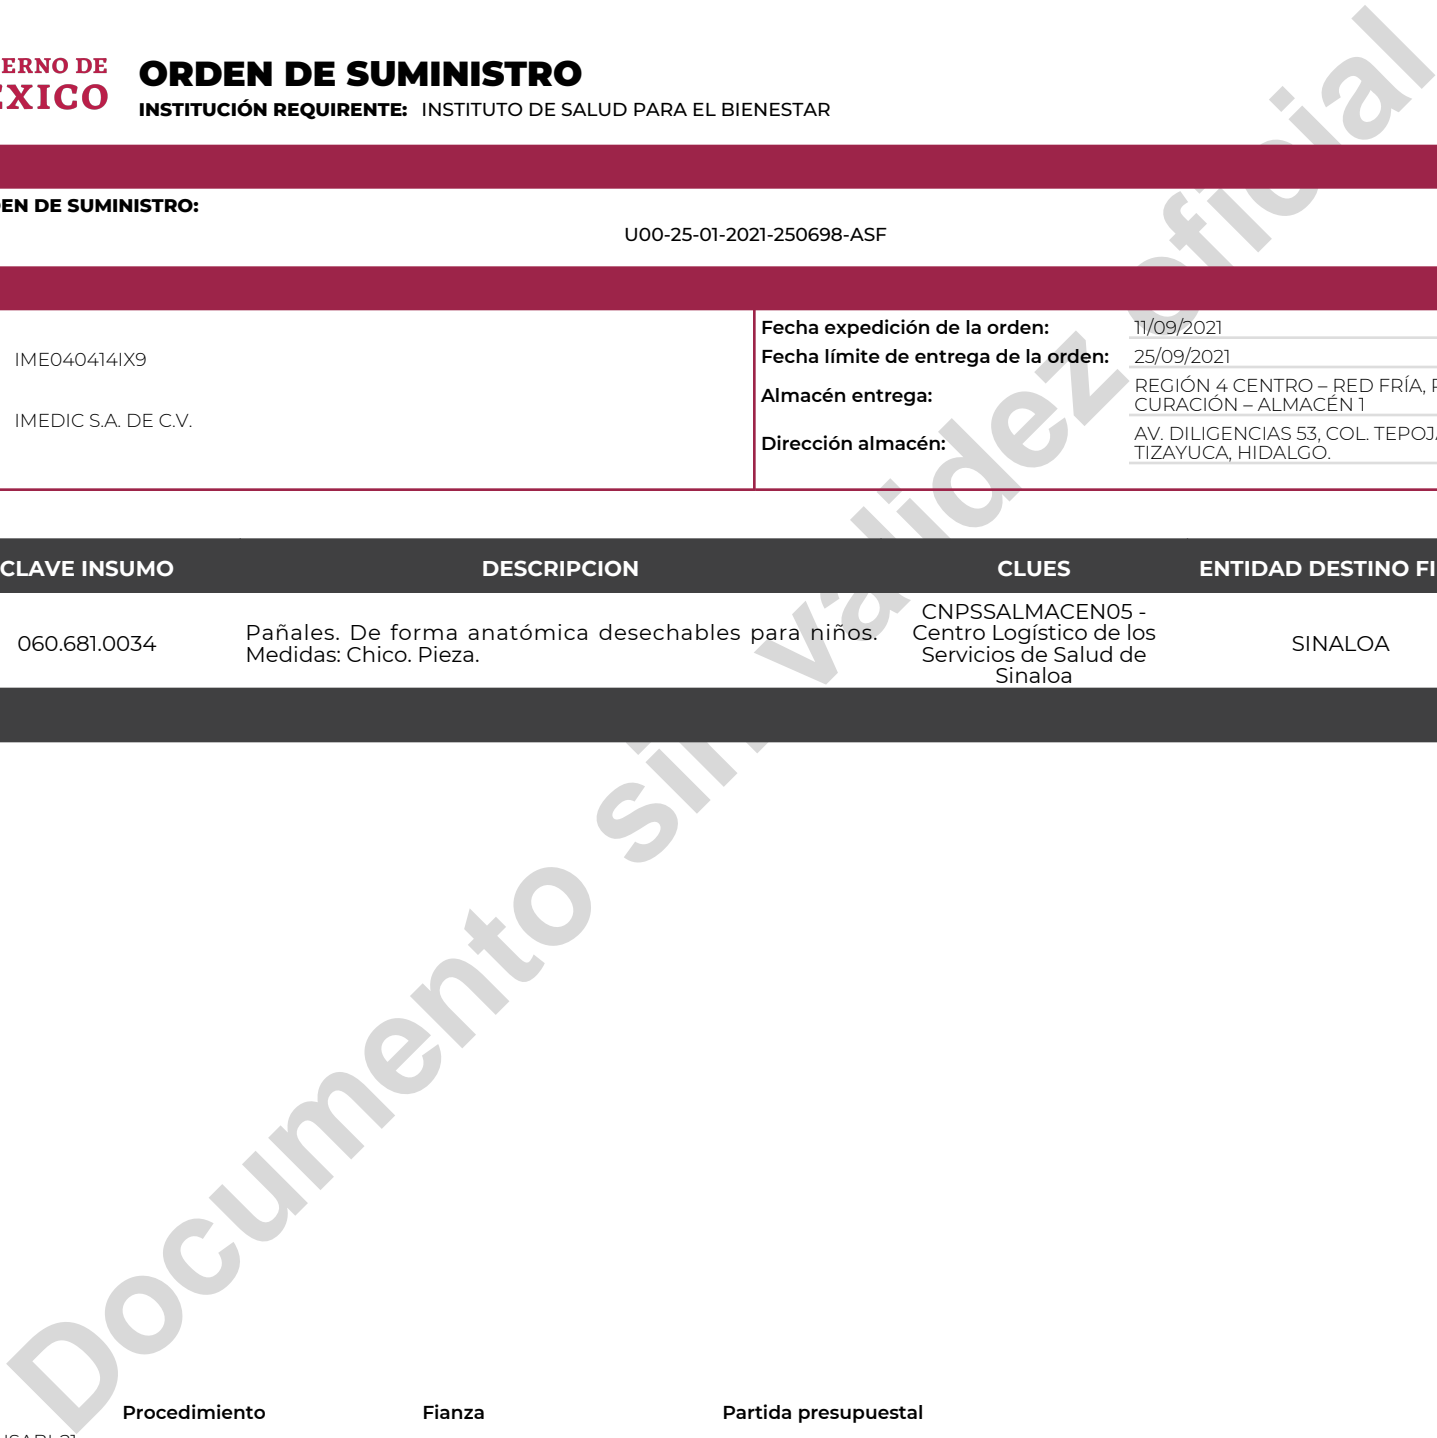 ERNO DE
EXICO
ORDEN DE SUMINISTRO
INSTITUCIÓN REQUIRENTE: INSTITUTO DE SALUD PARA EL BIENESTAR
EN DE SUMINISTRO:
U00-25-01-2021-250698-ASF
IME040414IX9
IMEDIC S.A. DE C.V.
Fecha expedición de la orden: 11/09/2021
Fecha límite de entrega de la orden: 25/09/2021
Almacén entrega: REGIÓN 4 CENTRO – RED FRÍA,
CURACIÓN – ALMACÉN 1
Dirección almacén: AV. DILIGENCIAS 53, COL. TEPOJ
TIZAYUCA, HIDALGO.
CLAVE INSUMO DESCRIPCION CLUES ENTIDAD DESTINO FI
060.681.0034
Pañales. De forma anatómica desechables para niños.
Medidas: Chico. Pieza.
CNPSSALMACEN05 -
Centro Logístico de los
Servicios de Salud de
Sinaloa
SINALOA
Documento sin validez oficial
Procedimiento Fianza Partida presupuestal